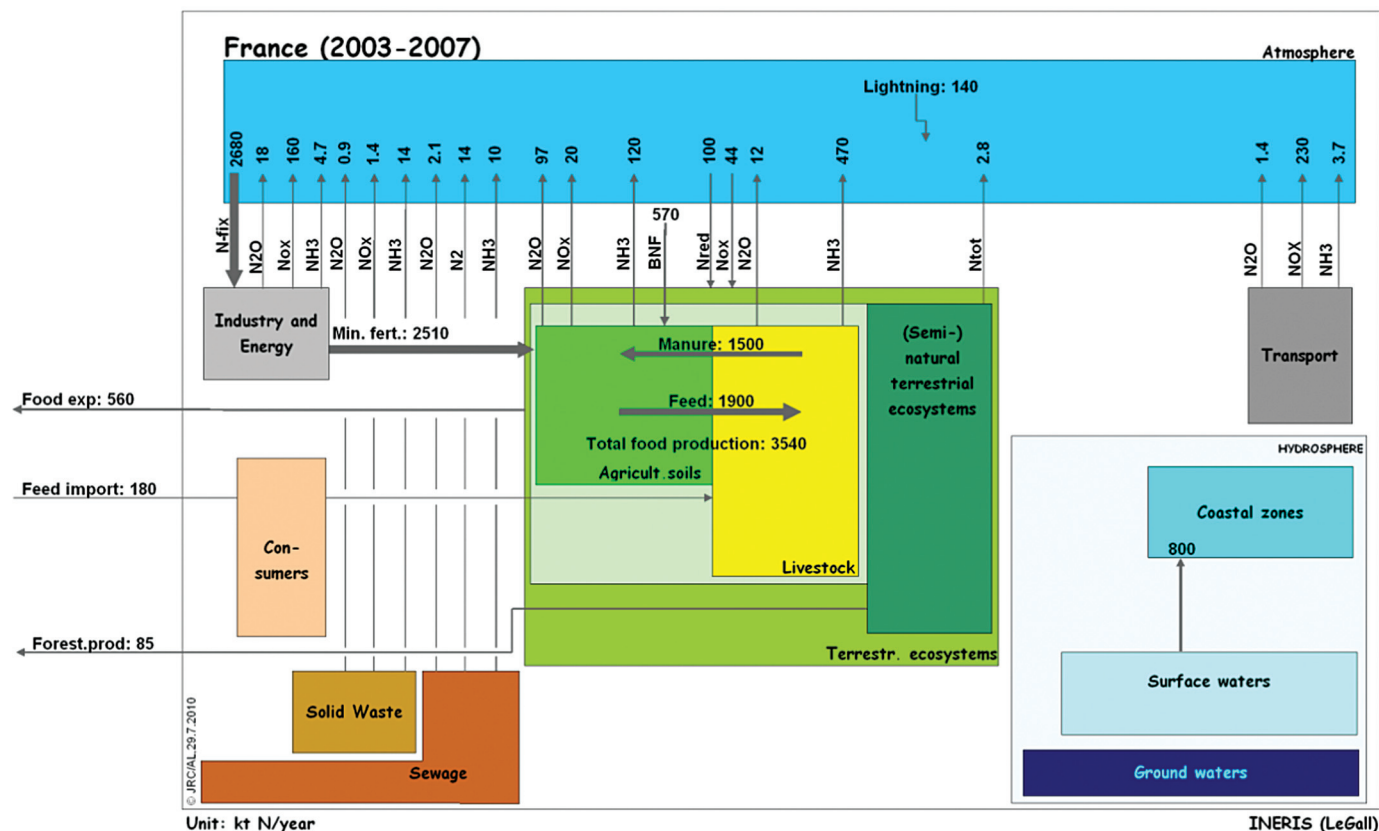 France (2003-2007)
Atmosphere
Lightning: 140
2680
18
160
4.7
0.9
1.4
14
2.1
14
10
97
20
120
100
44
12
470
2.8
1.4
230
3.7
570
N-fix
N2O
Nox
NH3
N2O
NOx
NH3
N2O
N2
NH3
N2O
NOx
NH3
BNF
Nred
Nox
N2O
NH3
Ntot
N2O
NOX
NH3
Industry and
Energy
Min. fert.: 2510
Manure: 1500
(Semi-)
natural
terrestrial
ecosystems
Transport
Food exp: 560
Feed: 1900
Total food production: 3540
Agricult.soils
HYDROSPHERE
Feed import: 180
Coastal zones
Con-
sumers
800
Livestock
Forest.prod: 85
Terrestr. ecosystems
Surface waters
Solid Waste
Sewage
Ground waters
© JRC/AL.29.7.2010
Unit: kt N/year
INERIS (LeGall)